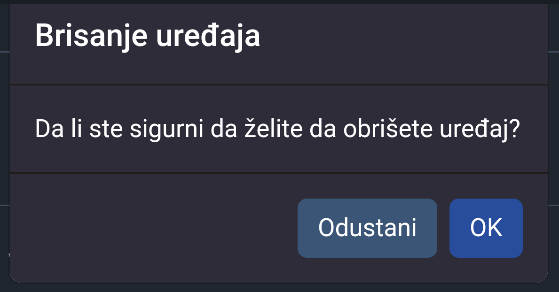 Brisanje uređaja
Da li ste sigurni da želite da obrišete uređaj?
Odustani
OK